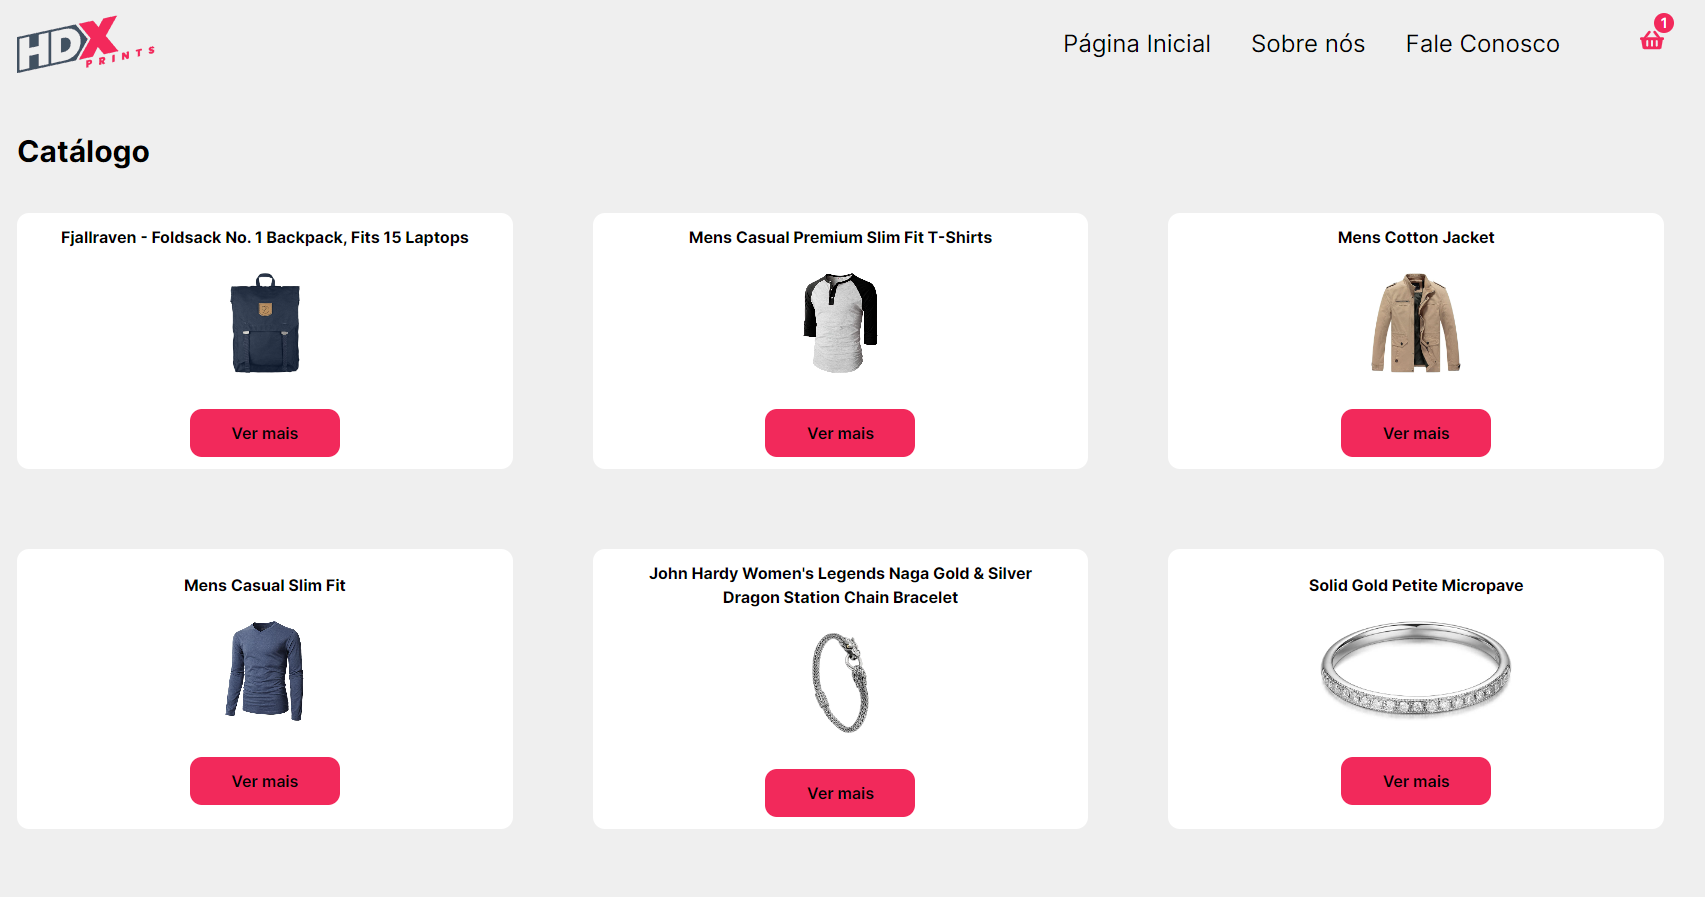 HDX
PRINTS
Página Inicial
Sobre nós
Fale Conosco
1
Catálogo
Fjallraven - Foldsack No. 1 Backpack, Fits 15 Laptops
Mens Casual Premium Slim Fit T-Shirts
Mens Cotton Jacket
Ver mais
Ver mais
Ver mais
Mens Casual Slim Fit
John Hardy Women's Legends Naga Gold & Silver
Dragon Station Chain Bracelet
Solid Gold Petite Micropave
Ver mais
Ver mais
Ver mais